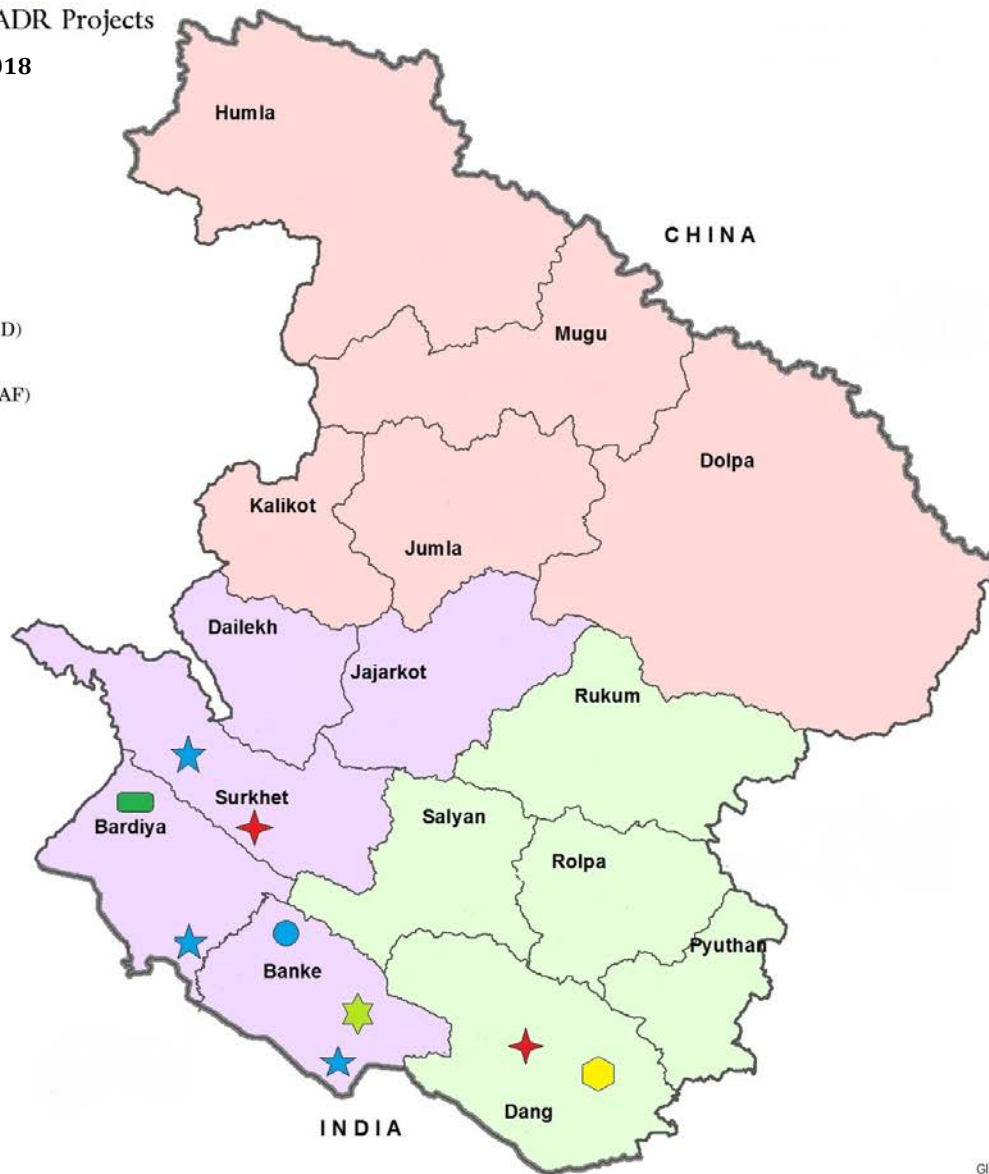 ADR Projects
018
Humla
CHINA
D)
Mugu
AF)
Dolpa
Kalikot
Jumla
Dailekh
Jajarkot
Rukum
Surkhet
Salyan
Bardiya
Rolpa
Pyuthan
Banke
Dang
INDIA
GI